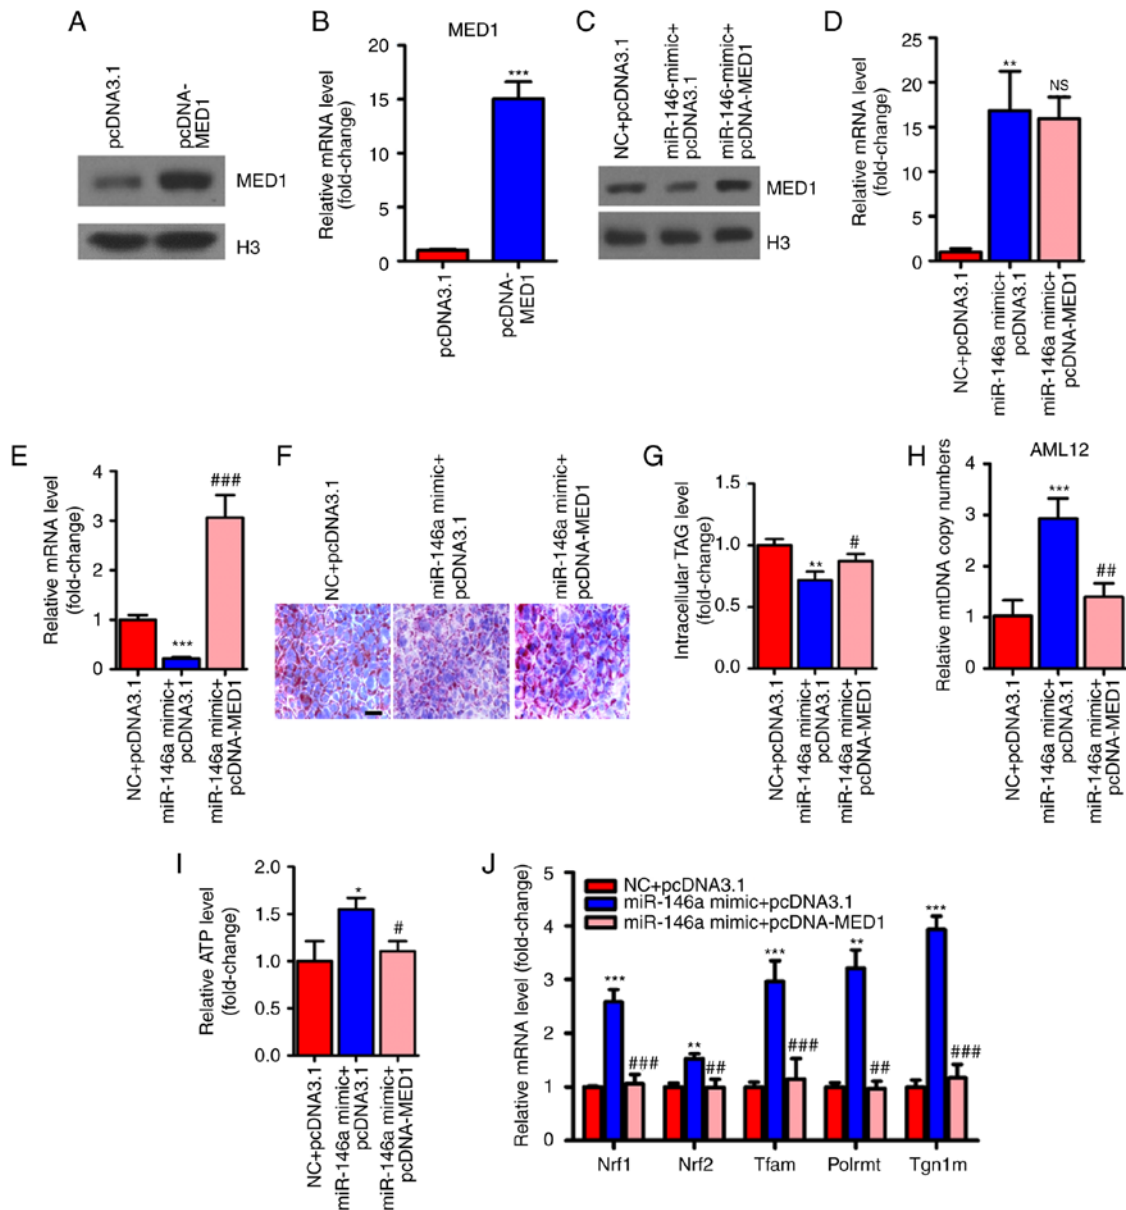 A
pcDNA3.1
pcDNA-
MED1
MED1
H3
B
MED1
Relative mRNA level
(fold-change)
20
15
10
5
0
***
pcDNA3.1
pcDNA-
MED1
C
NC+pcDNA3.1
miR-146-mimic+
pcDNA3.1
miR-146-mimic+
pcDNA-MED1
MED1
H3
D
Relative mRNA level
(fold-change)
25
20
15
10
5
0
**
NS
NC+pcDNA3.1
miR-146a mimic+
pcDNA3.1
miR-146a mimic+
pcDNA-MED1
E
Relative mRNA level
(fold-change)
4
3
2
1
0
***
###
NC+pcDNA3.1
miR-146a mimic+
pcDNA3.1
miR-146a mimic+
pcDNA-MED1
F
NC+pcDNA3.1
miR-146a mimic+
pcDNA3.1
miR-146a mimic+
pcDNA-MED1
G
Intracellular TAG level
(fold-change)
1.5
1.0
0.5
0.0
**
#
NC+pcDNA3.1
miR-146a mimic+
pcDNA3.1
miR-146a mimic+
pcDNA-MED1
H
AML12
Relative mtDNA copy numbers
4
3
2
1
0
***
##
NC+pcDNA3.1
miR-146a mimic+
pcDNA3.1
miR-146a mimic+
pcDNA-MED1
I
Relative ATP level
(fold-change)
2.0
1.5
1.0
0.5
0.0
*
#
NC+pcDNA3.1
miR-146a mimic+
pcDNA3.1
miR-146a mimic+
pcDNA-MED1
J
Relative mRNA level (fold-change)
5
4
3
2
1
0
NC+pcDNA3.1
miR-146a mimic+pcDNA3.1
miR-146a mimic+pcDNA-MED1
***
###
**
##
***
###
**
##
***
###
Nrf1
Nrf2
Tfam
Polrmt
Tgn1m